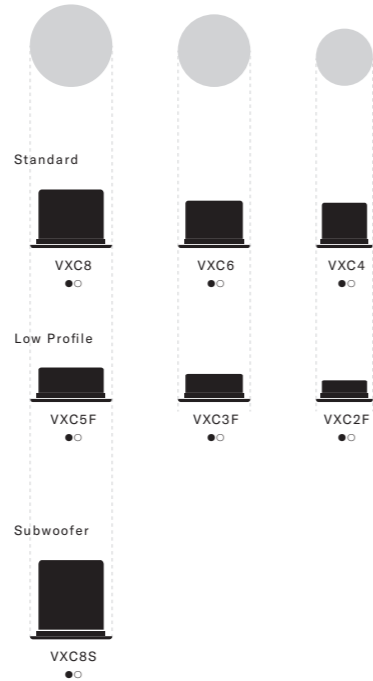 Standard
VXC8 VXC6 VXC4
Low Profile
VXC5F VXC3F VXC2F
Subwoofer
VXC8S